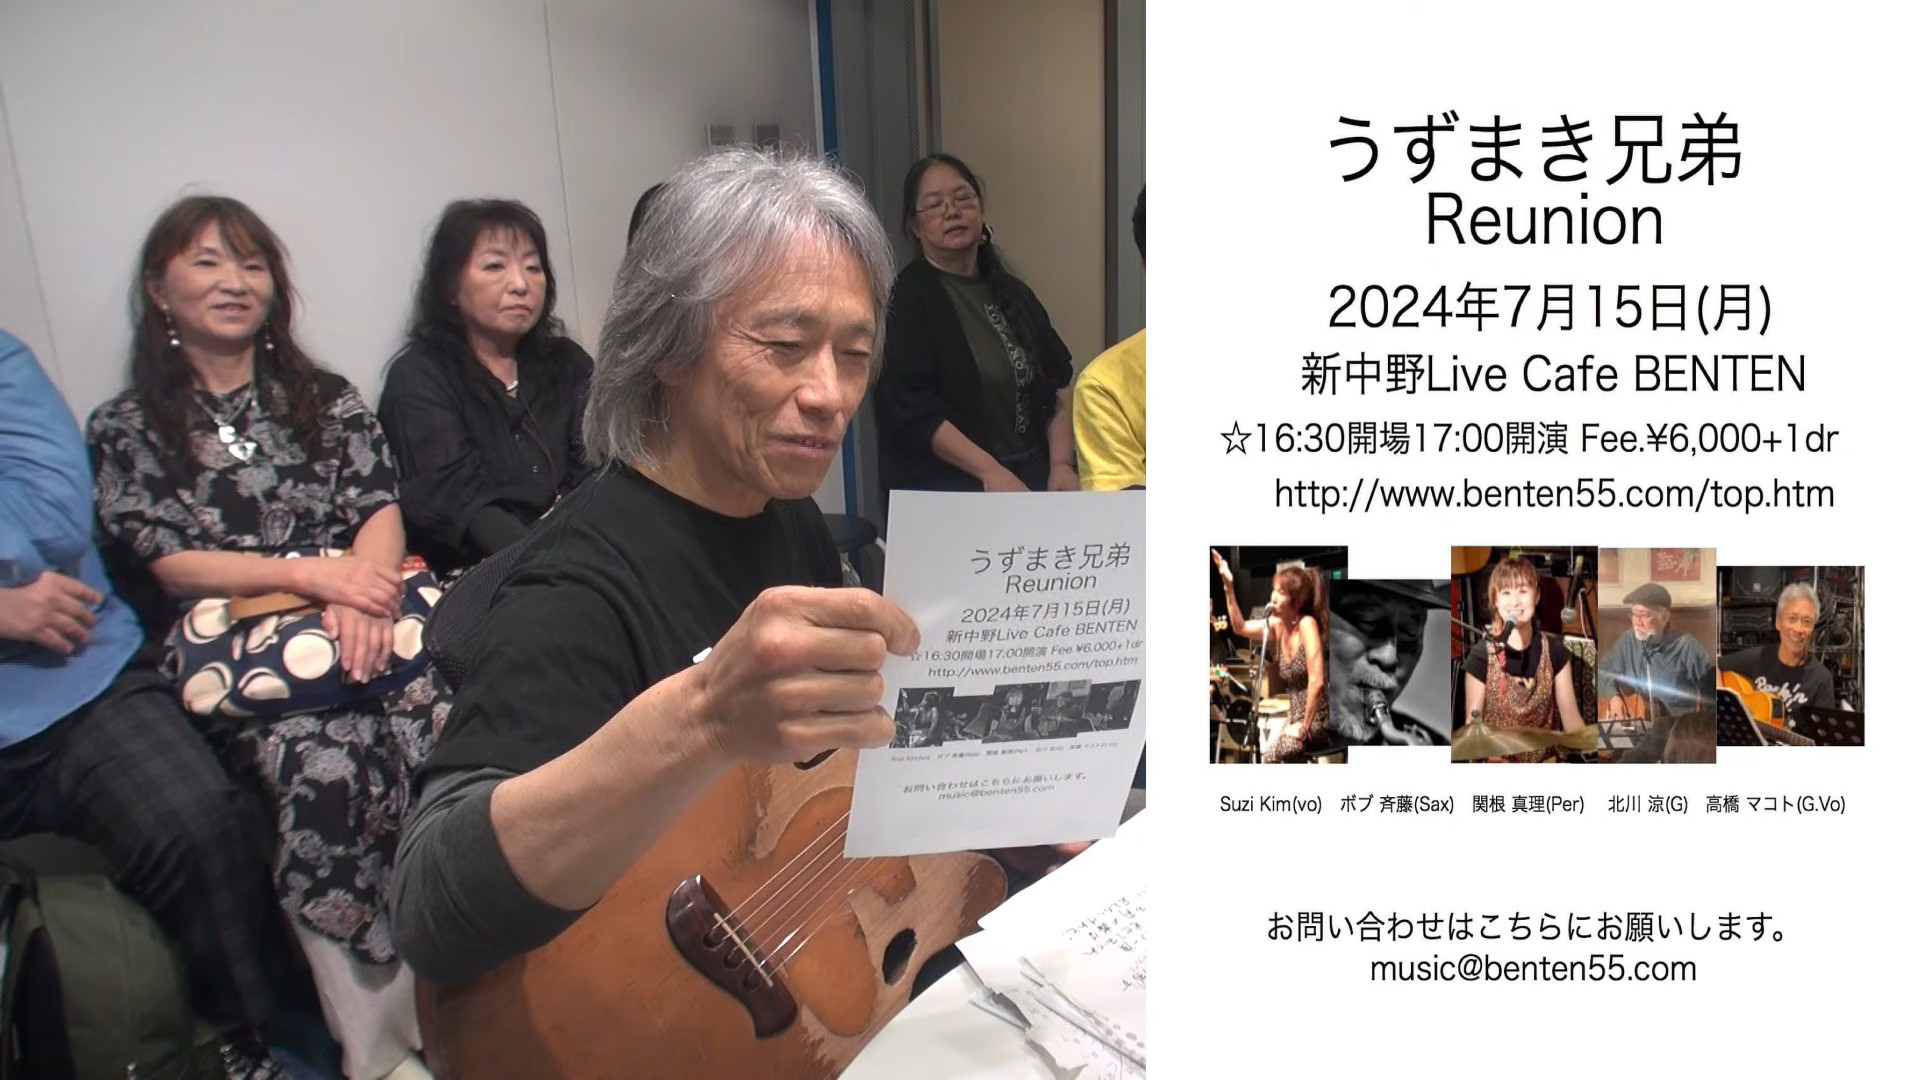 うずまき兄弟
Reunion
2024年7月15日(月)
新中野Live Cafe BENTEN
☆16:30開場17:00開演 Fee.¥6,000+1dr
http://www.benten55.com/top.htm
お問い合わせはこちらにお願いします。
music@benten55.com
うずまき兄弟
Reunion
2024年7月15日(月)
新中野Live Cafe BENTEN
☆16:30開場17:00開演 Fee.¥6,000+1dr
http://www.benten55.com/top.htm
Suzi Kim(vo) ボブ 斉藤(Sax) 関根 真理(Per) 北川 涼(G) 高橋 マコト(G.Vo)
お問い合わせはこちらにお願いします。
music@benten55.com